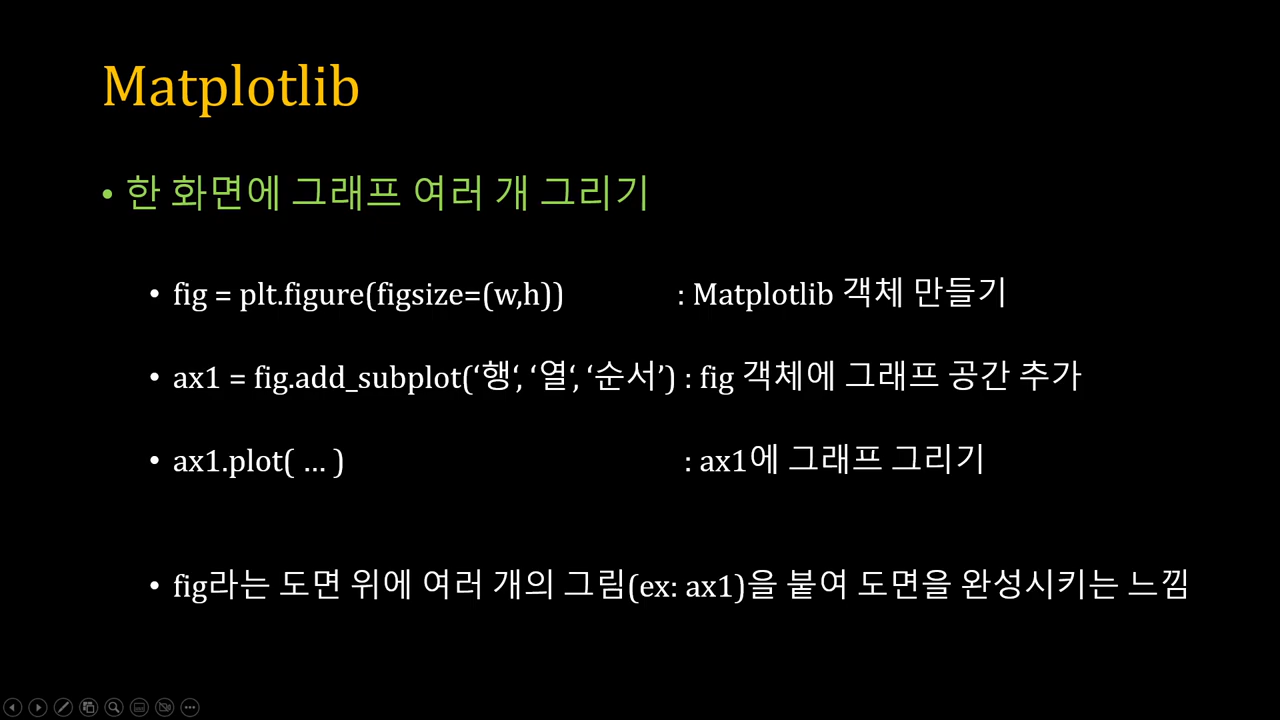 Matplotlib
• 한 화면에 그래프 여러 개 그리기
• fig = plt.figure(figsize=(w,h)) : Matplotlib 객체 만들기
• ax1 = fig.add_subplot(‘행‘, ‘열‘, ‘순서’) : fig 객체에 그래프 공간 추가
• ax1.plot( … ) : ax1에 그래프 그리기
• fig라는 도면 위에 여러 개의 그림(ex: ax1)을 붙여 도면을 완성시키는 느낌